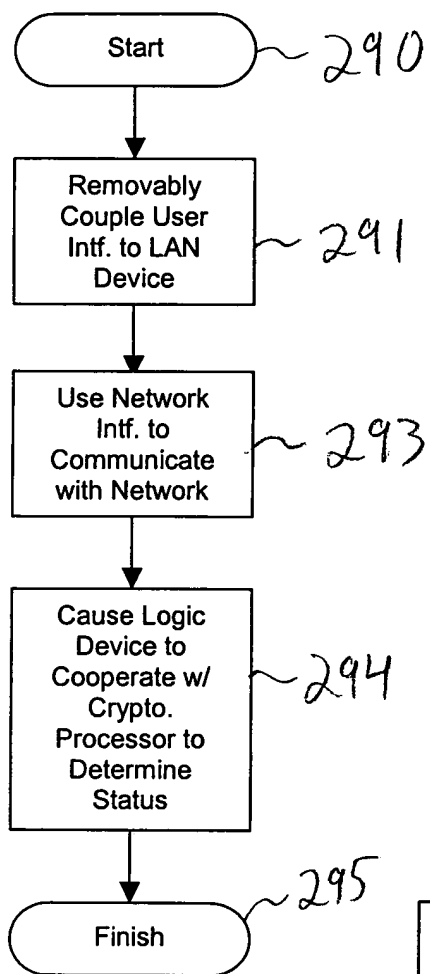 Start
290
Removably
Couple User
Intf. to LAN
Device
291
Use Network
Intf. to
Communicate
with Network
293
Cause Logic
Device to
Cooperate w/
Crypto.
Processor to
Determine
Status
294
Finish
295